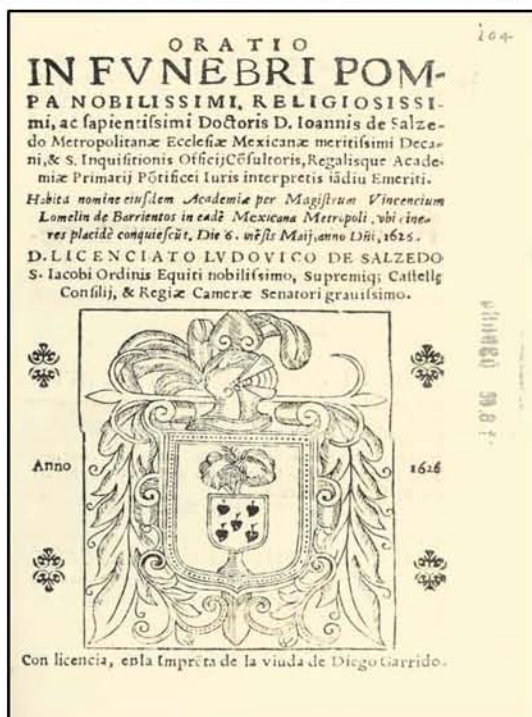 204
ORATIO
IN FVNEBRI POM-
PA NOBILISSIMI, RELIGIOSISSI-
mi, ac sapientissimi Doctoris D. Ioannis de Salze-
do Metropolitanæ Ecclesiæ Mexicanæ meritissimi Deca-
ni, & S. Inquisitionis Officij Cõsultoris, Regalisque Acade-
miæ Primarij Põtificei Iuris interpretis iãdiu Emeriti.
Habita nomine eiusdem Academiæ per Magistrum Vincencium
Lomelin de Barrientos in eadẽ Mexicana Metropoli, vbi cine-
res placidè conquiescũt, Die 6. mẽsis Maij, anno Dñi, 1626.
D. LICENCIATO LVDOVICO DE SALZEDO
S. Iacobi Ordinis Equiti nobilissimo, Supremiq; Castellę
Consilij, & Regiæ Cameræ Senatori grauissimo.
Anno 1626
Con licencia, enla Imprẽta de la viuda de Diego Garrido.